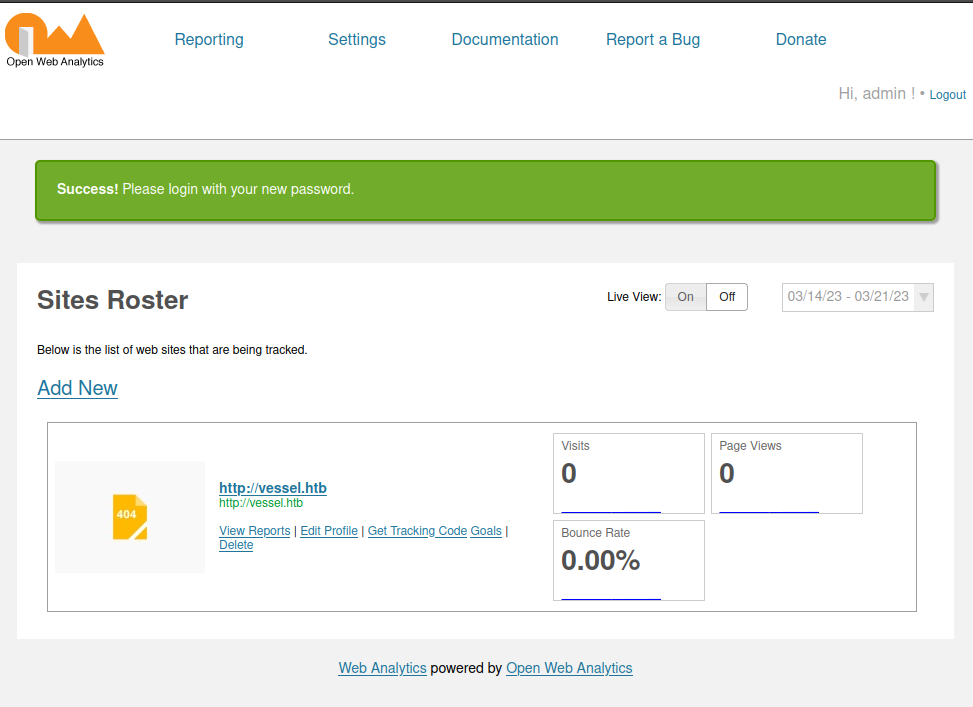 Open Web Analytics
Reporting Settings Documentation Report a Bug Donate
Hi, admin ! • Logout
Success! Please login with your new password.
Sites Roster
Live View: On Off 03/14/23 - 03/21/23
Below is the list of web sites that are being tracked.
Add New
404
http://vessel.htb
http://vessel.htb
View Reports | Edit Profile | Get Tracking Code Goals |
Delete
Visits
0
Page Views
0
Bounce Rate
0.00%
Web Analytics powered by Open Web Analytics